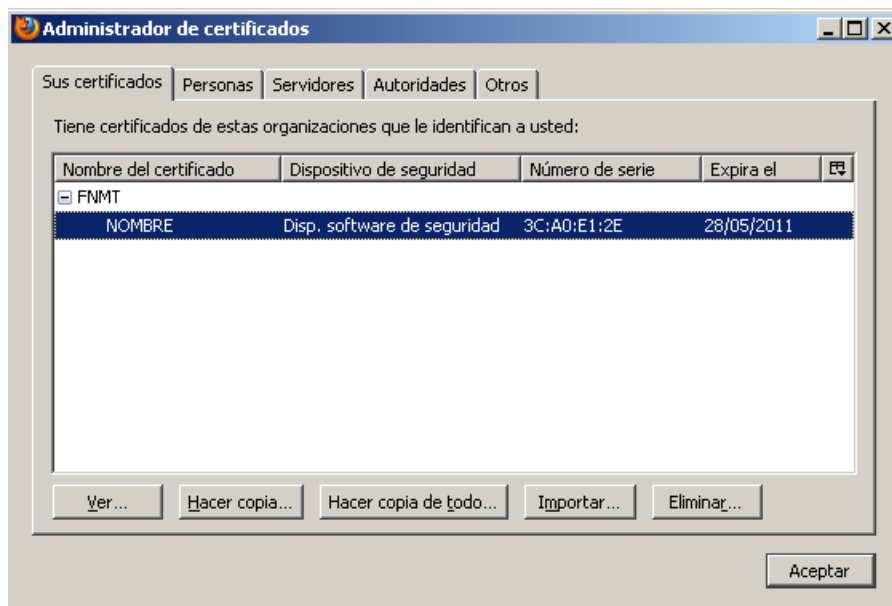 Administrador de certificados
Sus certificados Personas Servidores Autoridades Otros
Tiene certificados de estas organizaciones que le identifican a usted:
Nombre del certificado Dispositivo de seguridad Número de serie Expira el
FNMT
NOMBRE Disp. software de seguridad 3C:A0:E1:2E 28/05/2011
Ver... Hacer copia... Hacer copia de todo... Importar... Eliminar...
Aceptar